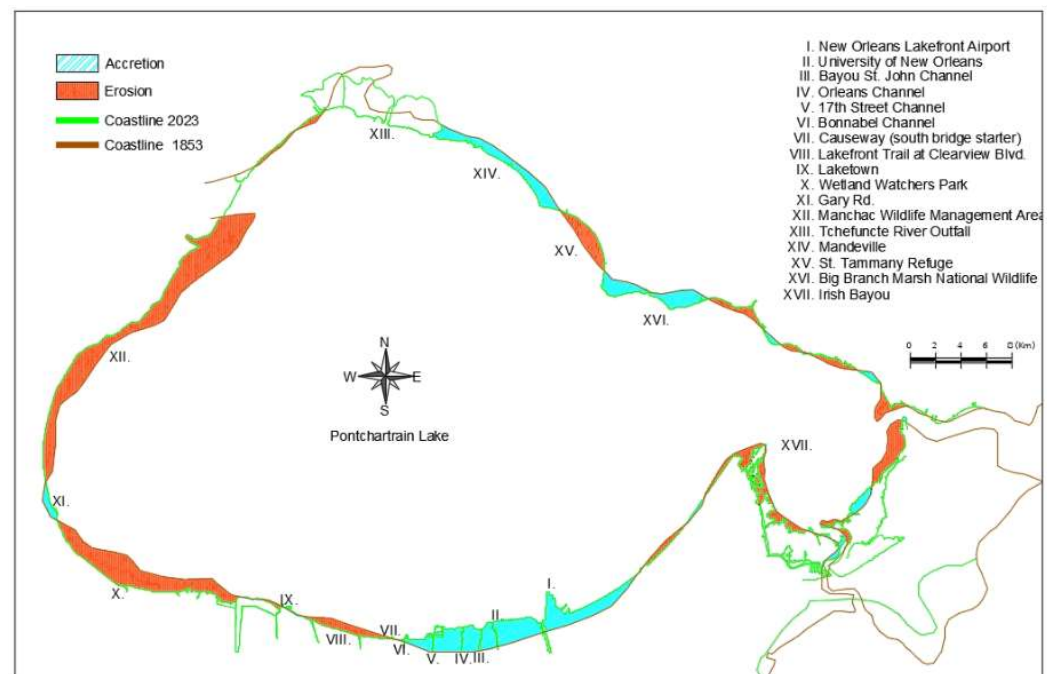 Accretion
Erosion
Coastline 2023
Coastline 1853
I. New Orleans Lakefront Airport
II. University of New Orleans
III. Bayou St. John Channel
IV. Orleans Channel
V. 17th Street Channel
VI. Bonnabel Channel
VII. Causeway (south bridge starter)
VIII. Lakefront Trail at Clearview Blvd.
IX. Laketown
X. Wetland Watchers Park
XI. Gary Rd.
XII. Manchac Wildlife Management Area
XIII. Tchefuncte River Outfall
XIV. Mandeville
XV. St. Tammany Refuge
XVI. Big Branch Marsh National Wildlife
XVII. Irish Bayou
0 2 4 6 8 (Km)
XIII.
XIV.
XV.
XVI.
XII.
N
W E
S
Pontchartrain Lake
XVII.
XI.
X.
IX.
I.
II
VIII.
VII.
VI.
V.
IV.
III.